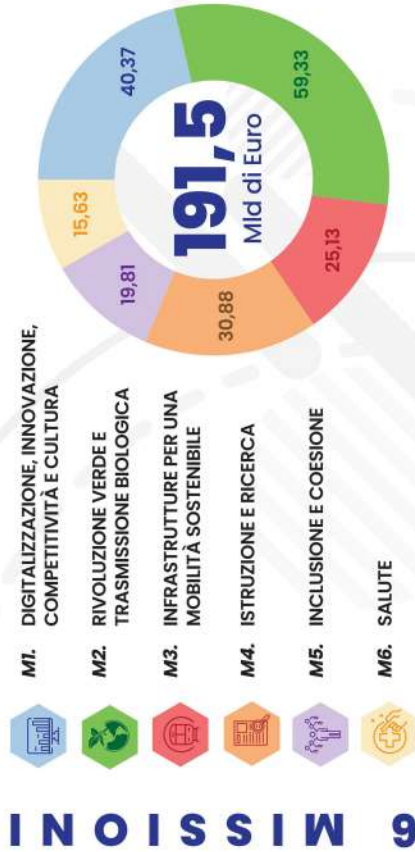 6 MISSIONI
M1. DIGITALIZZAZIONE, INNOVAZIONE,
COMPETITIVITÀ E CULTURA
M2. RIVOLUZIONE VERDE E
TRASMISSIONE BIOLOGICA
M3. INFRASTRUTTURE PER UNA
MOBILITÀ SOSTENIBILE
M4. ISTRUZIONE E RICERCA
M5. INCLUSIONE E COESIONE
M6. SALUTE
15,63
40,37
19,81
191,5
Mld di Euro
59,33
30,88
25,13